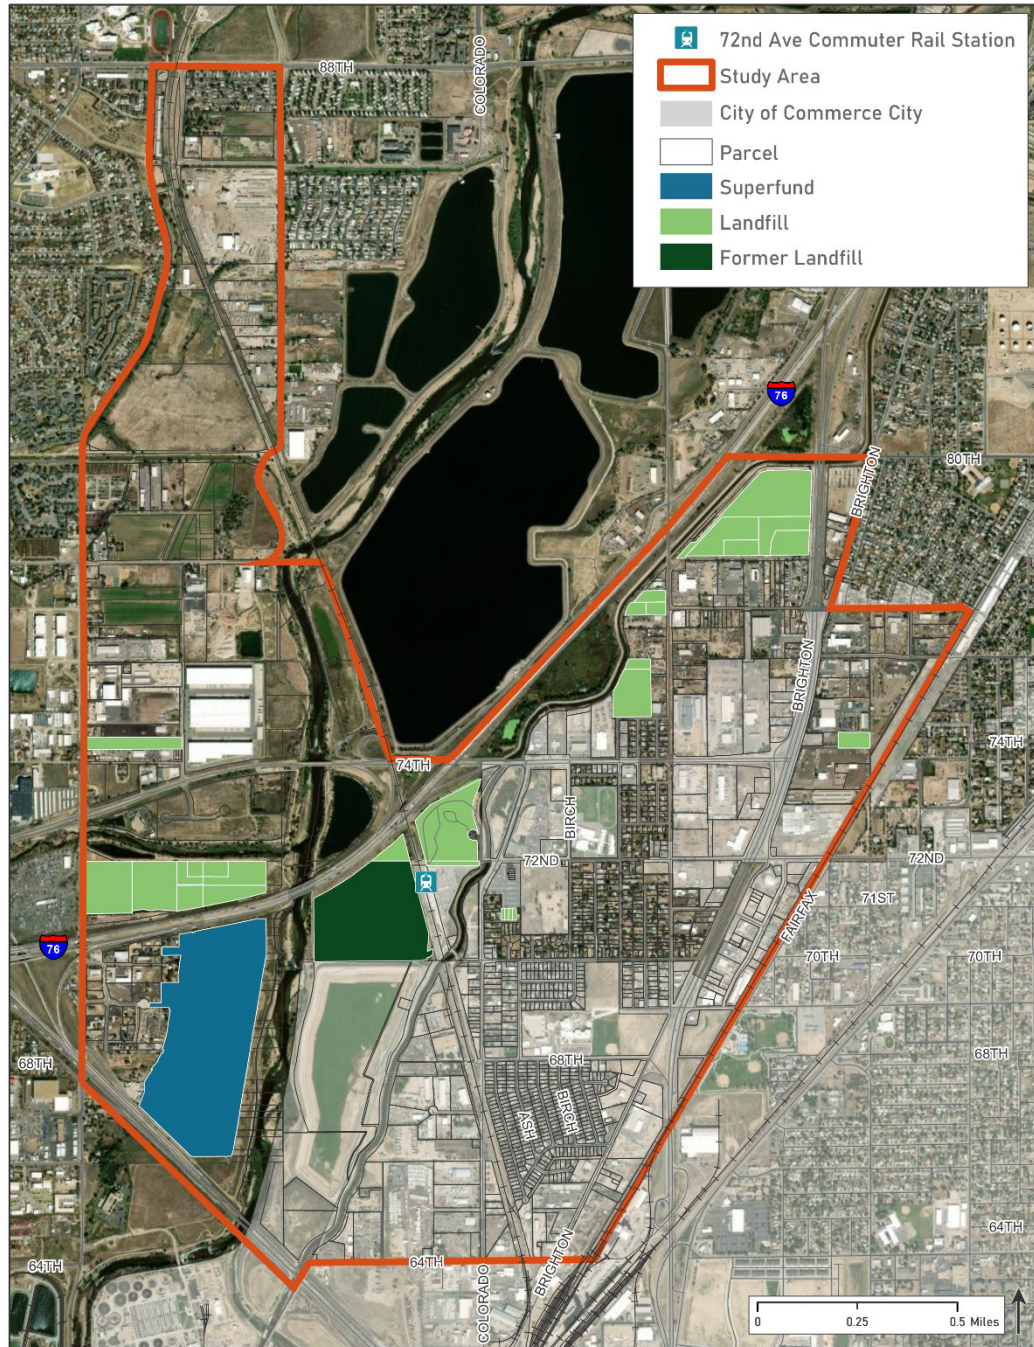 72nd Ave Commuter Rail Station
Study Area
City of Commerce City
Parcel
Superfund
Landfill
Former Landfill
88TH
COLORADO
76
80TH
BRIGHTON
BRIGHTON
74TH
74TH
BIRCH
72ND
72ND
71ST
FAIRFAX
76
70TH
70TH
68TH
68TH
68TH
ASH
BIRCH
64TH
64TH
64TH
BRIGHTON
COLORADO
0 0.25 0.5 Miles